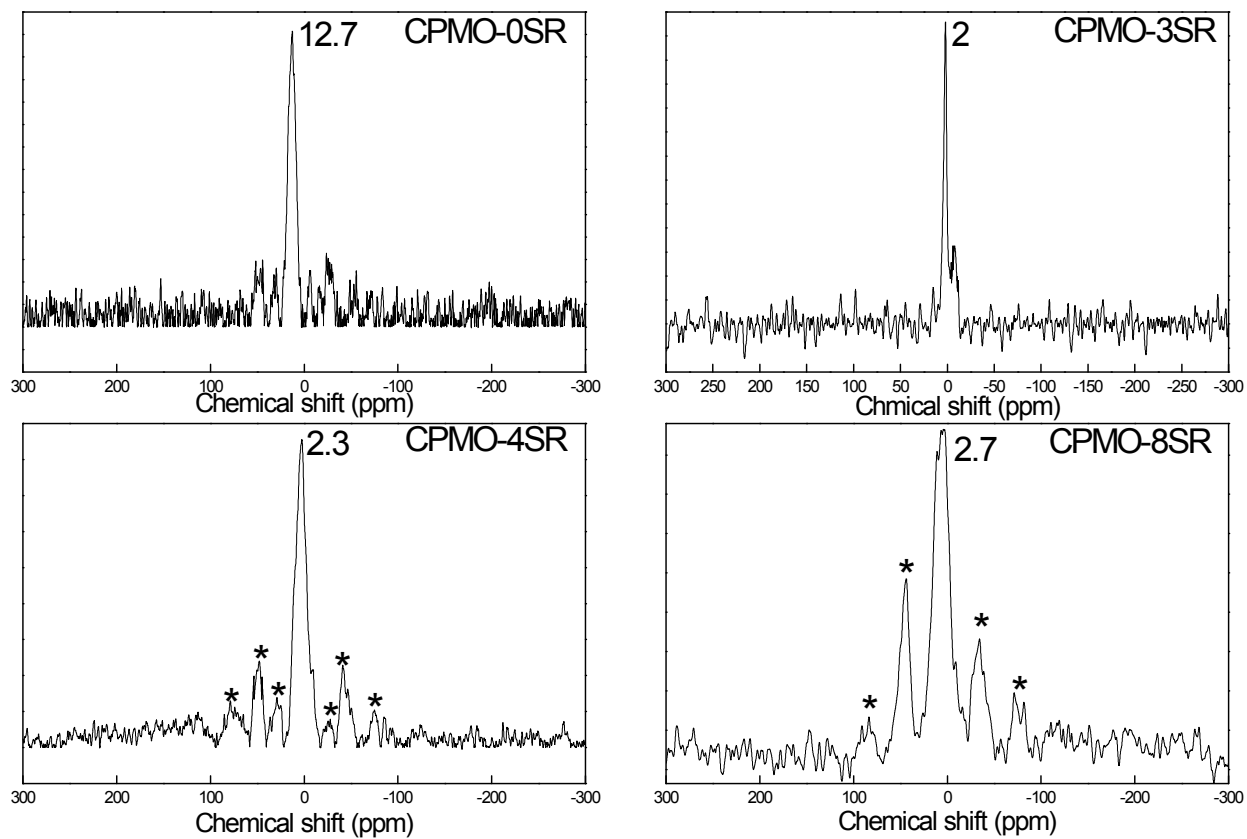 12.7 CPMO-0SR
300 100 0 -100 -200 -300
Chemical shift (ppm)
2 CPMO-3SR
300 250 200 150 100 50 0 -50 -100 -150 -200 -250 -300
Chmical shift (ppm)
2.3 CPMO-4SR
* * * * * *
300 200 100 0 -100 -200 -300
Chemical shift (ppm)
2.7 CPMO-8SR
* * * *
300 200 100 0 -100 -200 -300
Chemical shift (ppm)